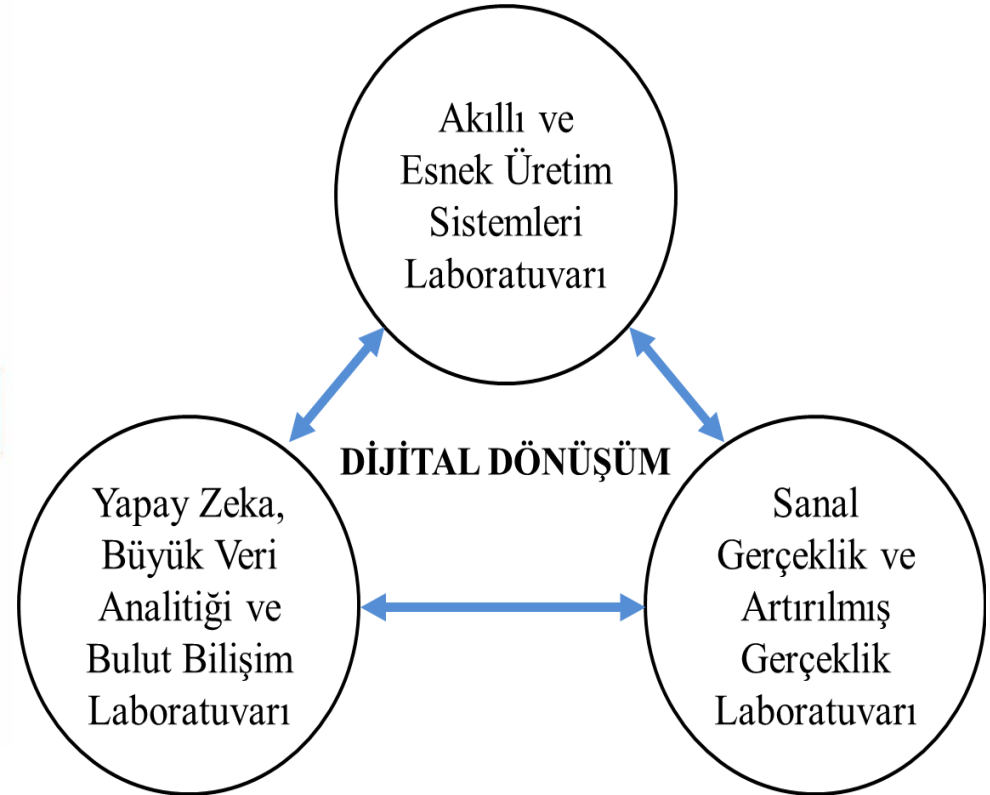 Akıllı ve
Esnek Üretim
Sistemleri
Laboratuvarı
DİJİTAL DÖNÜŞÜM
Yapay Zeka,
Büyük Veri
Analitiği ve
Bulut Bilişim
Laboratuvarı
Sanal
Gerçeklik ve
Artırılmış
Gerçeklik
Laboratuvarı